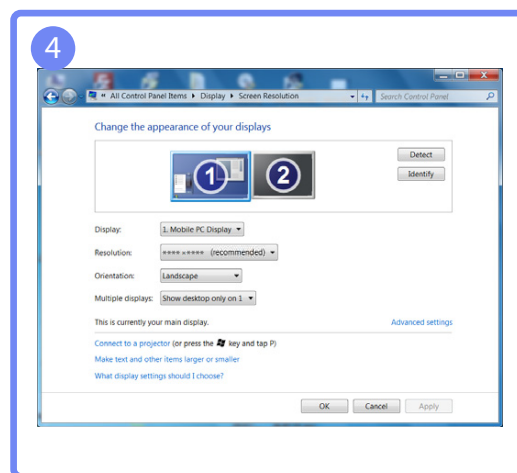 4
« All Control Panel Items ▸ Display ▸ Screen Resolution Search Control Panel
Change the appearance of your displays
1 2
Detect
Identify
Display: 1. Mobile PC Display
Resolution: **** × **** (recommended)
Orientation: Landscape
Multiple displays: Show desktop only on 1
This is currently your main display. Advanced settings
Connect to a projector (or press the key and tap P)
Make text and other items larger or smaller
What display settings should I choose?
OK Cancel Apply